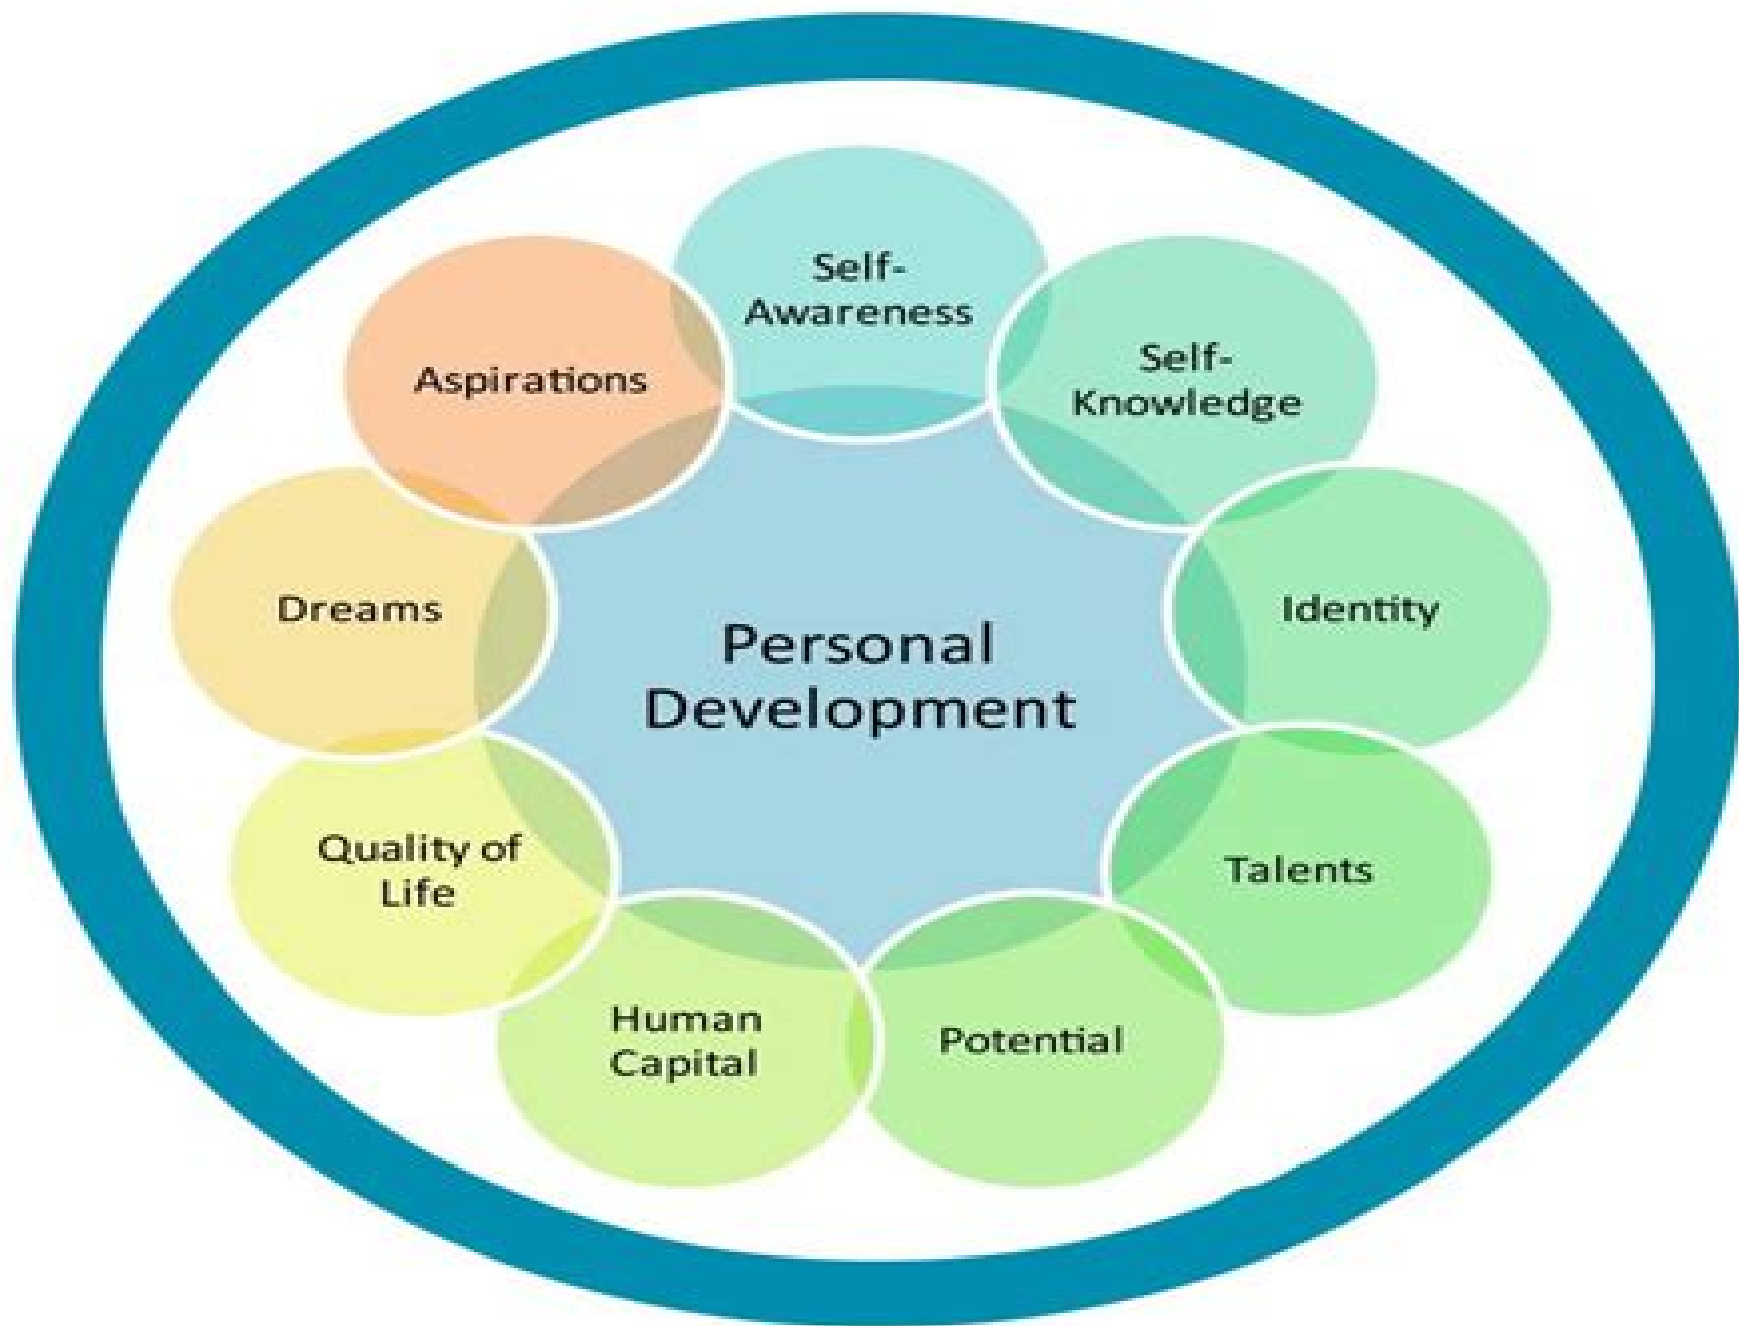 Self-
Awareness
Self-
Knowledge
Identity
Talents
Potential
Human
Capital
Quality of
Life
Dreams
Aspirations
Personal
Development